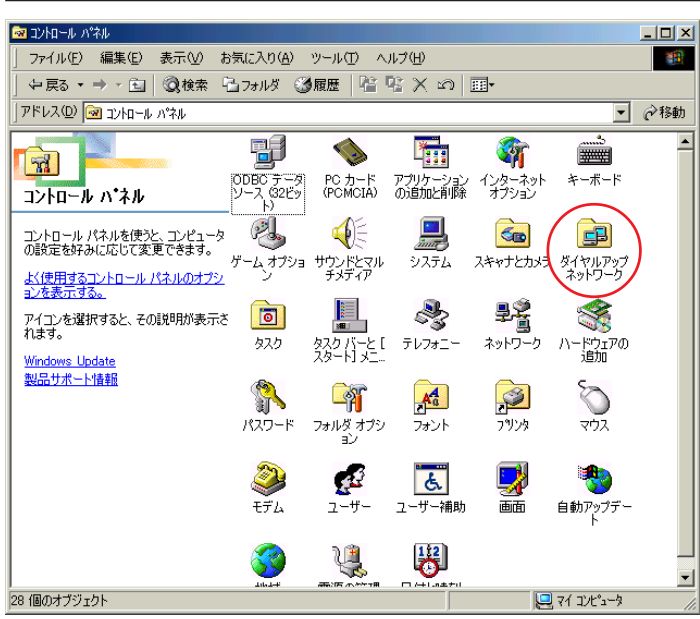 コントロール パネル
ファイル(F) 編集(E) 表示(V) お気に入り(A) ツール(T) ヘルプ(H)
戻る 検索 フォルダ 履歴
アドレス(D) コントロール パネル 移動
コントロール パネル
コントロール パネルを使うと、コンピュータ
の設定を好みに応じて変更できます。
よく使用するコントロール パネルのオプシ
ョンを表示する。
アイコンを選択すると、その説明が表示さ
れます。
Windows Update
製品サポート情報
ODBC データ
ソース (32ビッ
ト)
PC カード
(PCMCIA)
アプリケーション
の追加と削除
インターネット
オプション
キーボード
ゲーム オプショ
ン
サウンドとマル
チメディア
システム
スキャナとカメラ
ダイヤルアップ
ネットワーク
タスク
タスク バーと [
スタート] メニ...
テレフォニー
ネットワーク
ハードウェアの
追加
パスワード
フォルダ オプシ
ョン
フォント
プリンタ
マウス
モデム
ユーザー
ユーザー補助
画面
自動アップデー
ト
地域
電源の管理
日付と時刻
28 個のオブジェクト
マイ コンピュータ